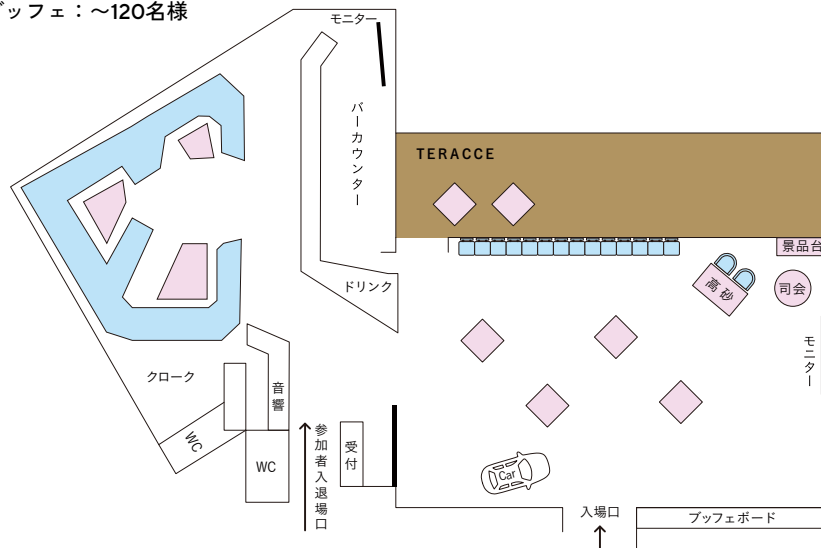 ブッフェ：～120名様
モニター
バーカウンター
TERACCE
景品台
高砂
司会
ドリンク
モニター
クローク
音響
WC
WC
参加者入退場口
受付
Car
入場口
ブッフェボード